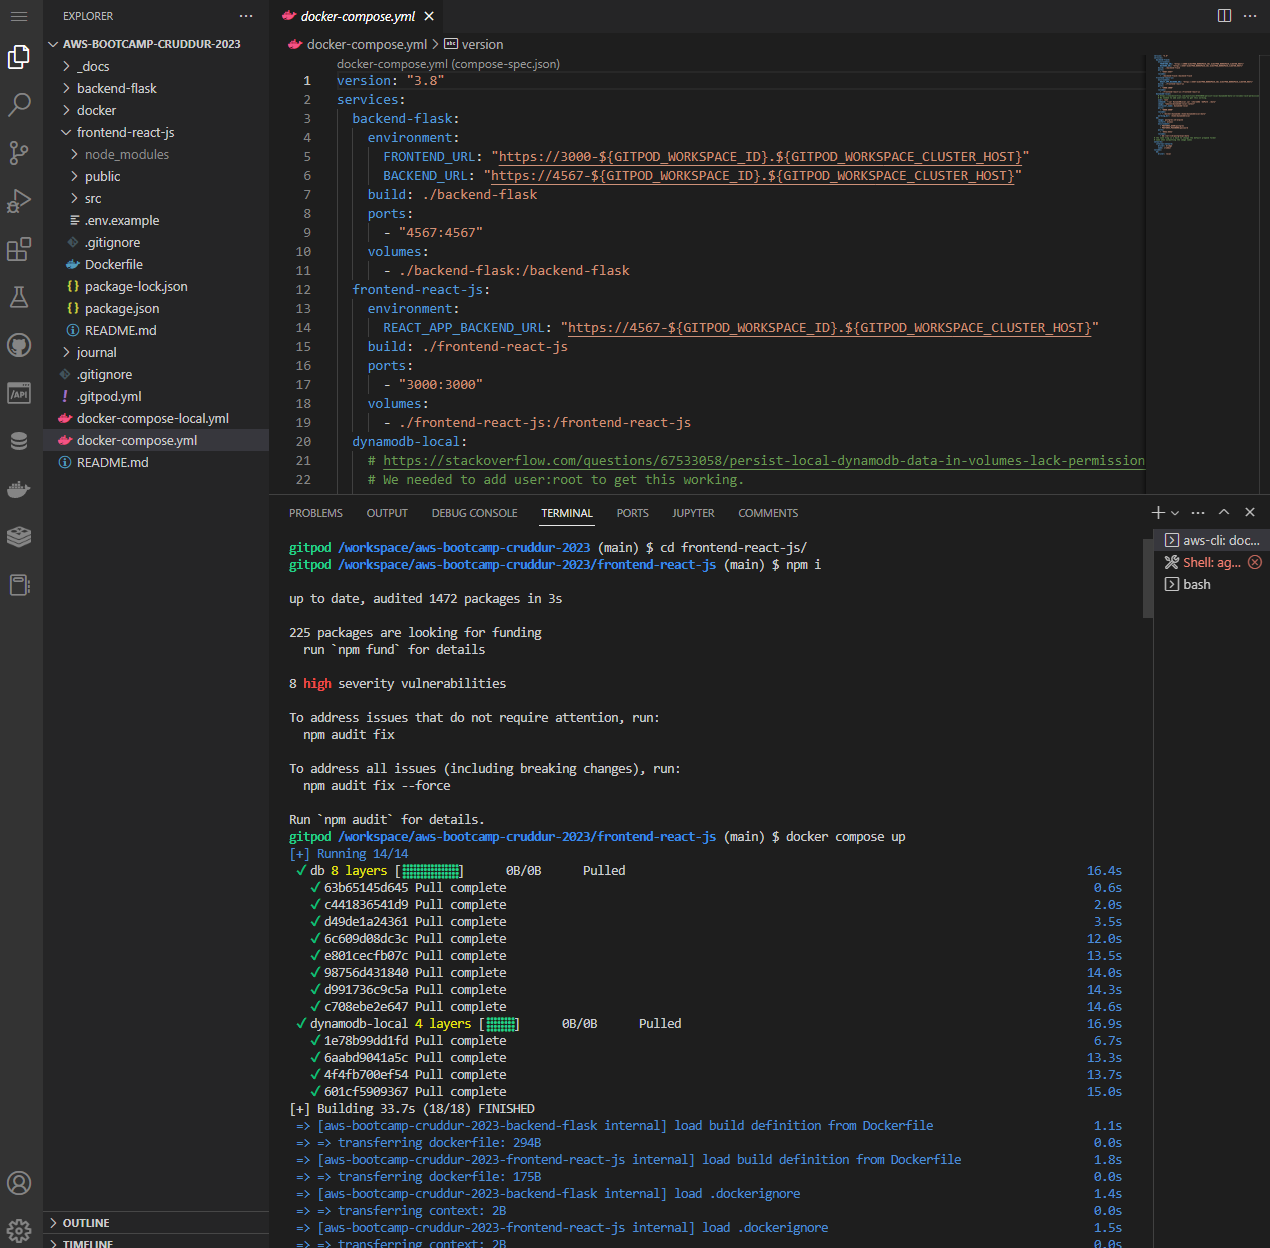 EXPLORER
AWS-BOOTCAMP-CRUDDUR-2023
_docs
backend-flask
docker
frontend-react-js
node_modules
public
src
.env.example
.gitignore
Dockerfile
package-lock.json
package.json
README.md
journal
.gitignore
.gitpod.yml
docker-compose-local.yml
docker-compose.yml
README.md
OUTLINE
TIMELINE
docker-compose.yml
docker-compose.yml > version
docker-compose.yml (compose-spec.json)
1 version: "3.8"
2 services:
3 backend-flask:
4 environment:
5 FRONTEND_URL: "https://3000-${GITPOD_WORKSPACE_ID}.${GITPOD_WORKSPACE_CLUSTER_HOST}"
6 BACKEND_URL: "https://4567-${GITPOD_WORKSPACE_ID}.${GITPOD_WORKSPACE_CLUSTER_HOST}"
7 build: ./backend-flask
8 ports:
9 - "4567:4567"
10 volumes:
11 - ./backend-flask:/backend-flask
12 frontend-react-js:
13 environment:
14 REACT_APP_BACKEND_URL: "https://4567-${GITPOD_WORKSPACE_ID}.${GITPOD_WORKSPACE_CLUSTER_HOST}"
15 build: ./frontend-react-js
16 ports:
17 - "3000:3000"
18 volumes:
19 - ./frontend-react-js:/frontend-react-js
20 dynamodb-local:
21 # https://stackoverflow.com/questions/67533058/persist-local-dynamodb-data-in-volumes-lack-permission
22 # We needed to add user:root to get this working.
PROBLEMS OUTPUT DEBUG CONSOLE TERMINAL PORTS JUPYTER COMMENTS
aws-cli: doc...
Shell: ag...
bash
gitpod /workspace/aws-bootcamp-cruddur-2023 (main) $ cd frontend-react-js/
gitpod /workspace/aws-bootcamp-cruddur-2023/frontend-react-js (main) $ npm i
up to date, audited 1472 packages in 3s
225 packages are looking for funding
run `npm fund` for details
8 high severity vulnerabilities
To address issues that do not require attention, run:
npm audit fix
To address all issues (including breaking changes), run:
npm audit fix --force
Run `npm audit` for details.
gitpod /workspace/aws-bootcamp-cruddur-2023/frontend-react-js (main) $ docker compose up
[+] Running 14/14
✓ db 8 layers [⣿⣿⣿⣿⣿⣿⣿⣿] 0B/0B Pulled 16.4s
✓ 63b65145d645 Pull complete 0.6s
✓ c441836541d9 Pull complete 2.0s
✓ d49de1a24361 Pull complete 3.5s
✓ 6c609d08dc3c Pull complete 12.0s
✓ e801cecfb07c Pull complete 13.5s
✓ 98756d431840 Pull complete 14.0s
✓ d991736c9c5a Pull complete 14.3s
✓ c708ebe2e647 Pull complete 14.6s
✓ dynamodb-local 4 layers [⣿⣿⣿⣿] 0B/0B Pulled 16.9s
✓ 1e78b99dd1fd Pull complete 6.7s
✓ 6aabd9041a5c Pull complete 13.3s
✓ 4f4fb700ef54 Pull complete 13.7s
✓ 601cf5909367 Pull complete 15.0s
[+] Building 33.7s (18/18) FINISHED
=> [aws-bootcamp-cruddur-2023-backend-flask internal] load build definition from Dockerfile 1.1s
=> => transferring dockerfile: 294B 0.0s
=> [aws-bootcamp-cruddur-2023-frontend-react-js internal] load build definition from Dockerfile 1.8s
=> => transferring dockerfile: 175B 0.0s
=> [aws-bootcamp-cruddur-2023-backend-flask internal] load .dockerignore 1.4s
=> => transferring context: 2B 0.0s
=> [aws-bootcamp-cruddur-2023-frontend-react-js internal] load .dockerignore 1.5s
=> => transferring context: 2B 0.0s